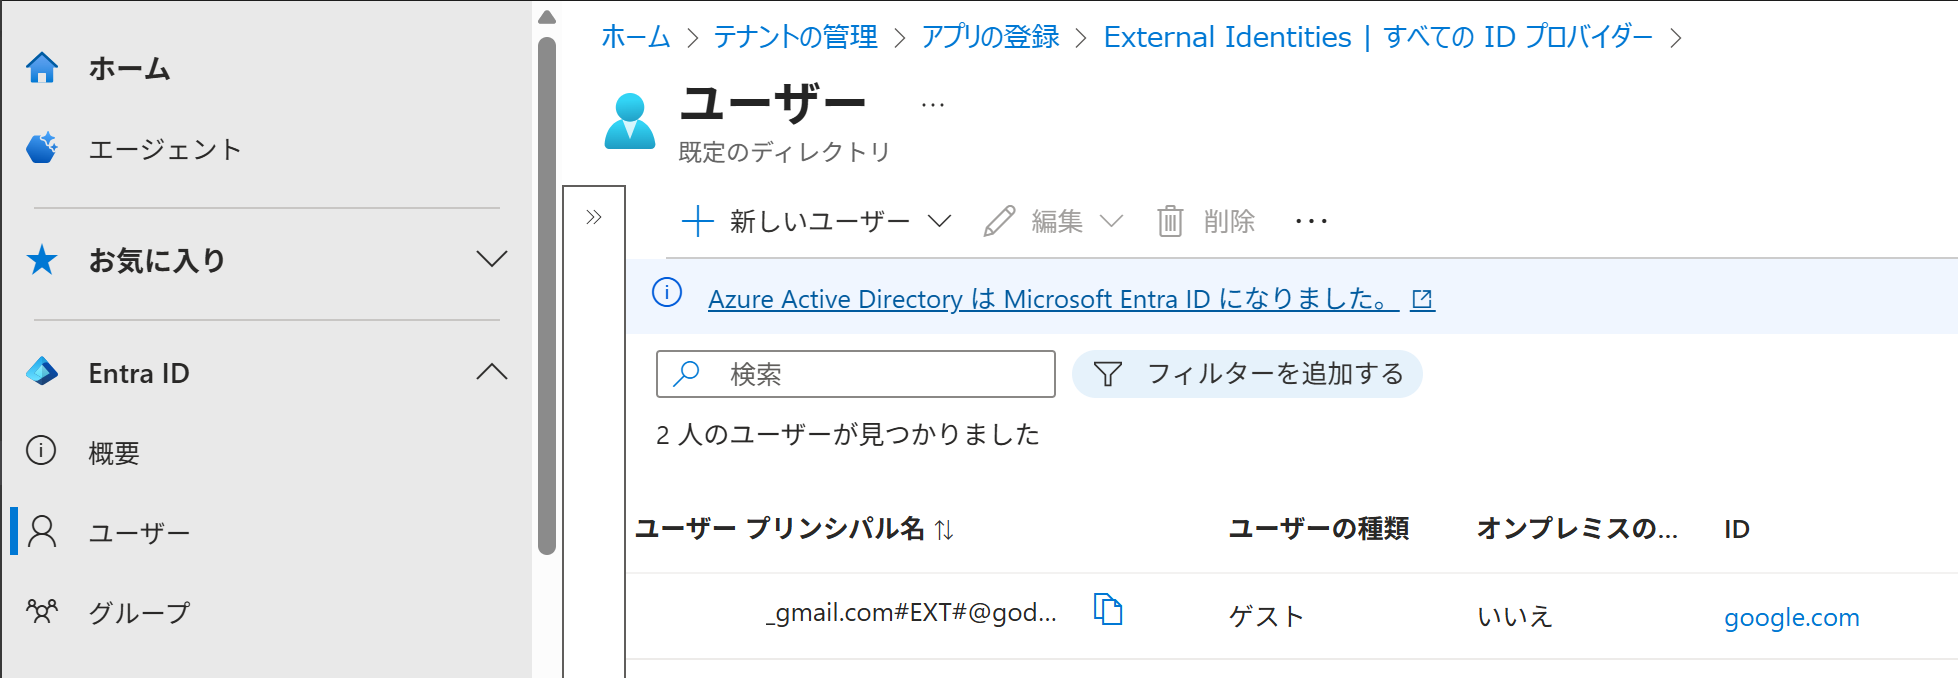 ホーム
エージェント
お気に入り
Entra ID
概要
ユーザー
グループ
ホーム > テナントの管理 > アプリの登録 > External Identities | すべての ID プロバイダー >
ユーザー ...
既定のディレクトリ
新しいユーザー 編集 削除 ...
Azure Active Directory は Microsoft Entra ID になりました。
検索 フィルターを追加する
2 人のユーザーが見つかりました
ユーザー プリンシパル名 ↑↓ ユーザーの種類 オンプレミスの... ID
_gmail.com#EXT#@god... ゲスト いいえ google.com